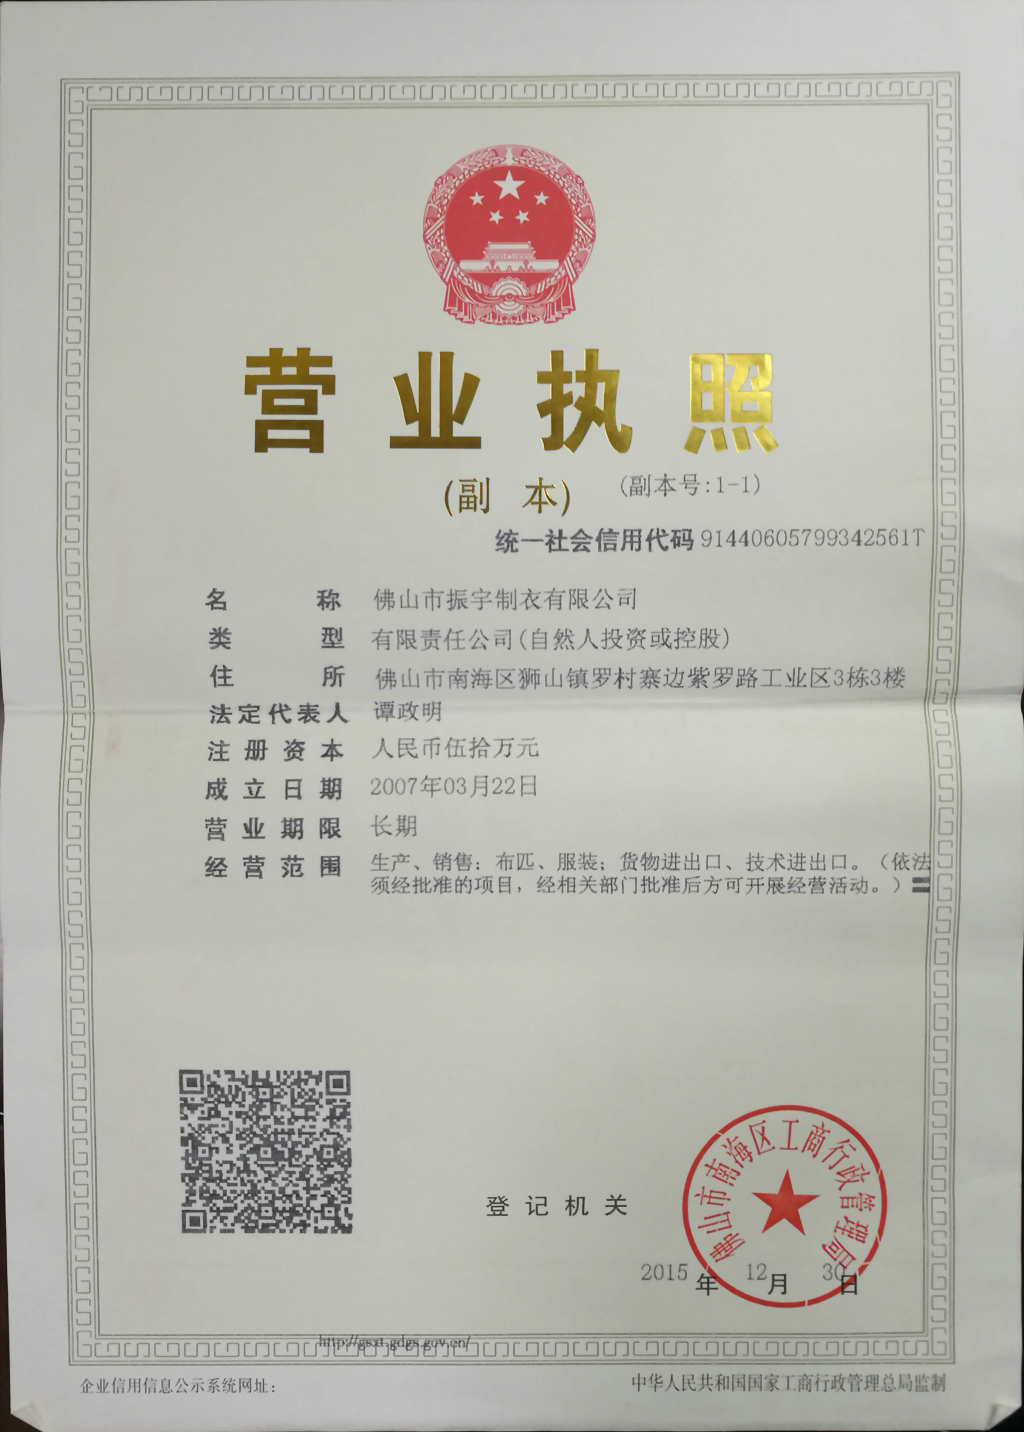 营业执照
(副 本) (副本号:1-1)
统一社会信用代码 91440605799342561T
名 称 佛山市振宇制衣有限公司
类 型 有限责任公司(自然人投资或控股)
住 所 佛山市南海区狮山镇罗村寨边紫罗路工业区3栋3楼
法定代表人 谭政明
注册资本 人民币伍拾万元
成立日期 2007年03月22日
营业期限 长期
经营范围 生产、销售：布匹、服装；货物进出口、技术进出口。（依法
须经批准的项目，经相关部门批准后方可开展经营活动。）
登记机关
佛山市南海区工商行政管理局
2015 年 12 月 30 日
http://gsxt.gdgs.gov.cn/
企业信用信息公示系统网址：
中华人民共和国国家工商行政管理总局监制